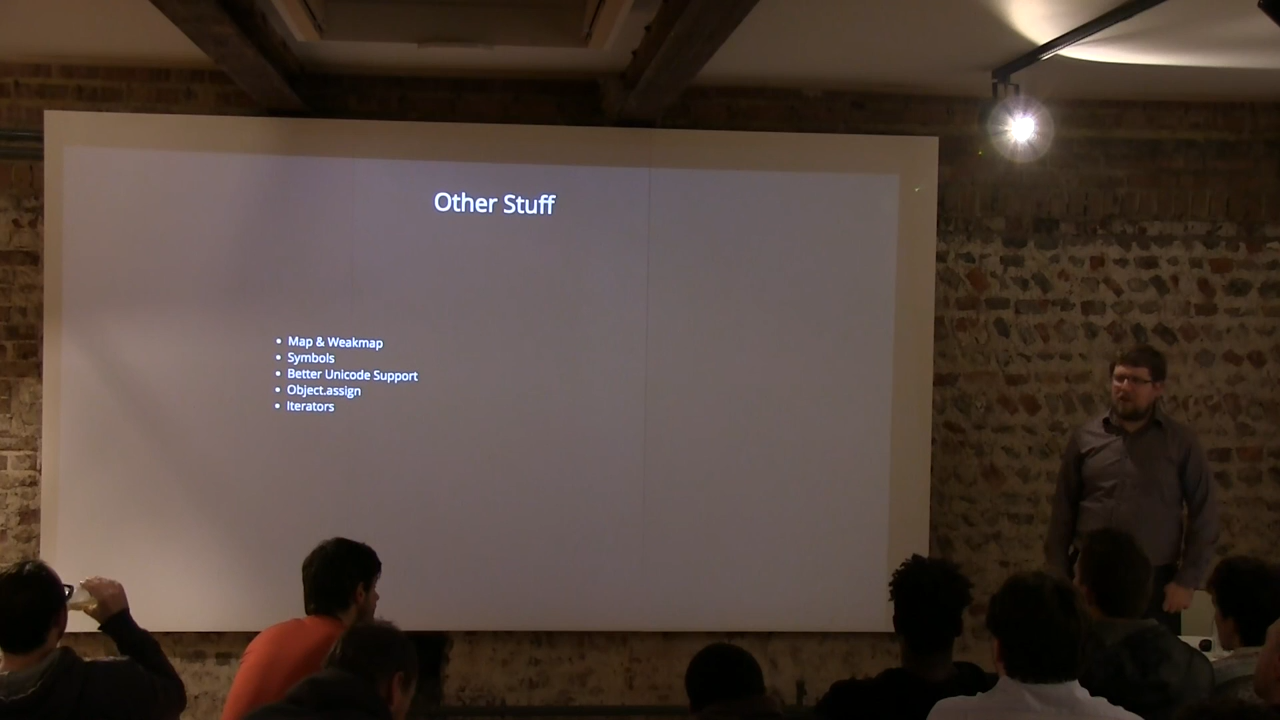 Other Stuff
• Map & Weakmap
• Symbols
• Better Unicode Support
• Object.assign
• Iterators